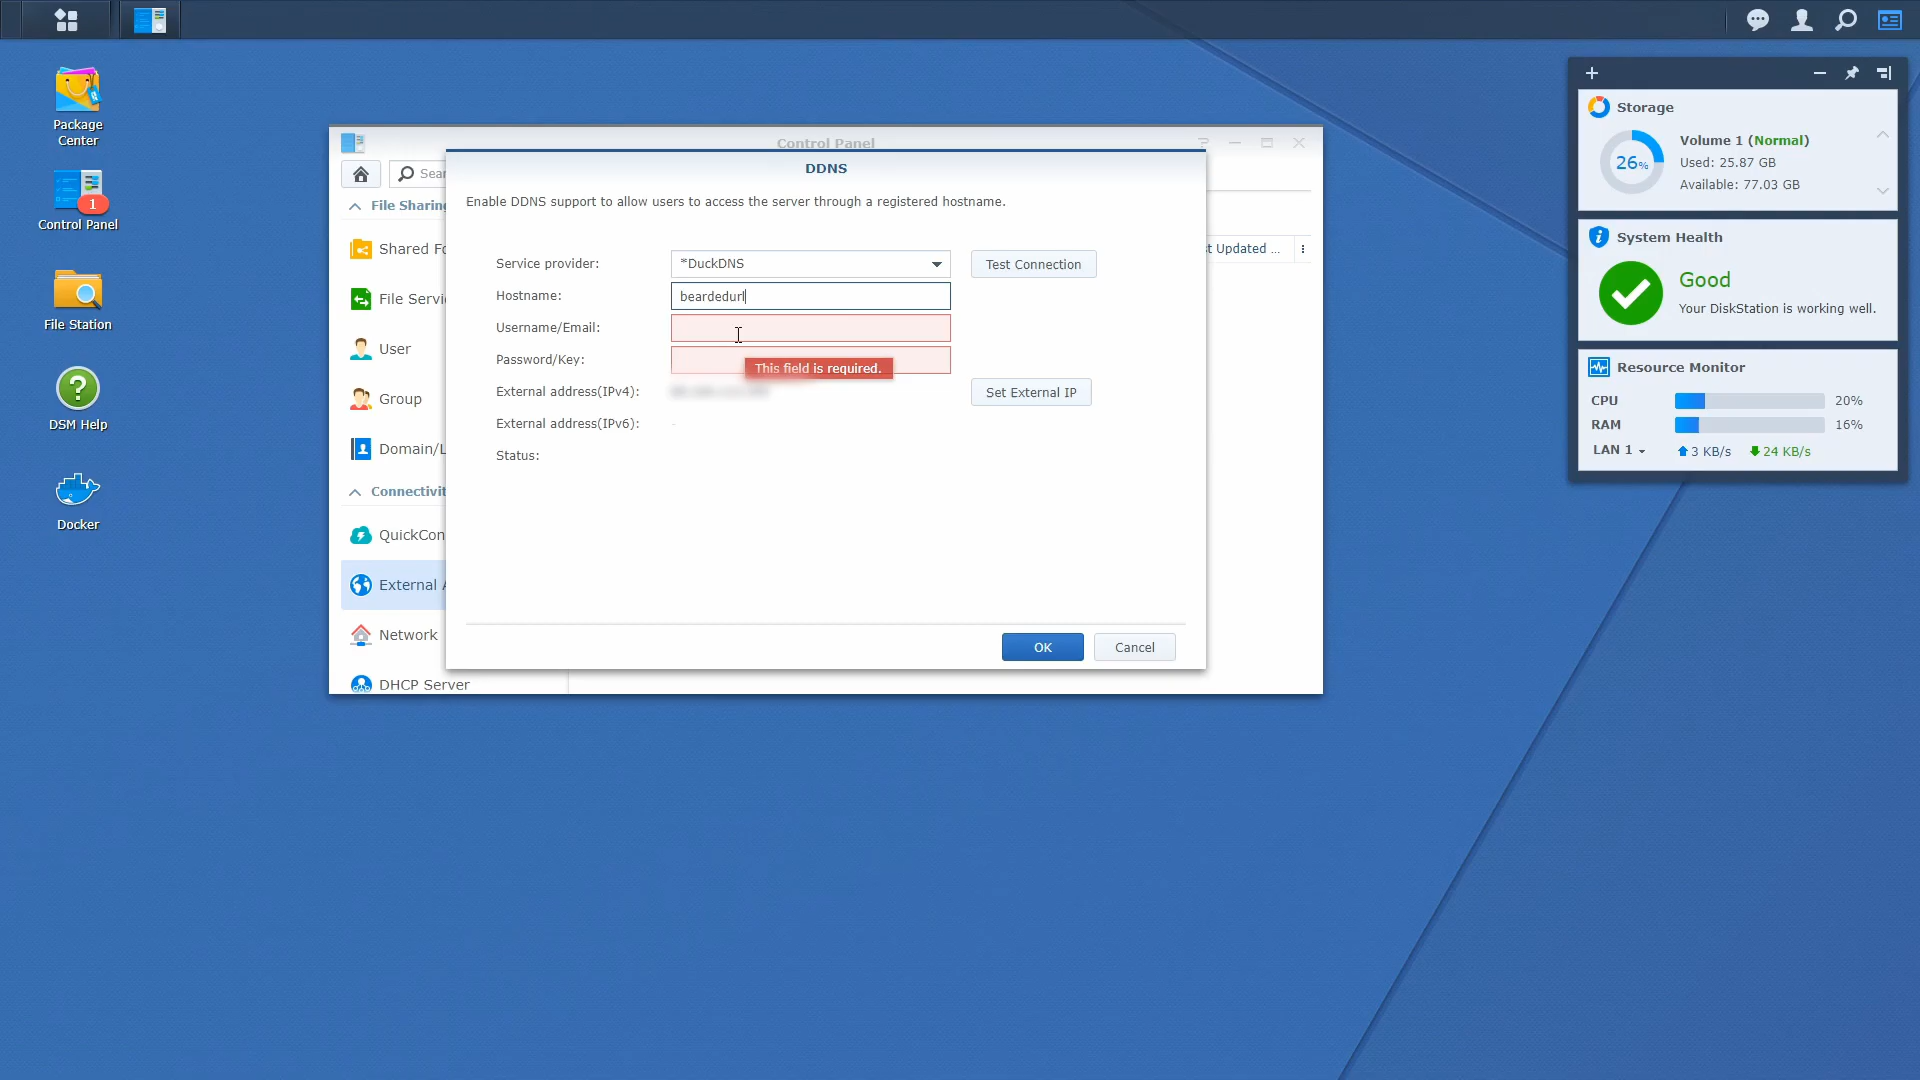 Package
Center
1
Control Panel
File Station
DSM Help
Docker
Control Panel
Sear
File Sharing
Shared Fo
File Servi
User
Group
Domain/L
Connectivit
QuickCon
External A
Network
DHCP Server
st Updated ...
DDNS
Enable DDNS support to allow users to access the server through a registered hostname.
Service provider:
*DuckDNS
Test Connection
Hostname:
beardedurl
Username/Email:
Password/Key:
This field is required.
External address(IPv4):
Set External IP
External address(IPv6):
-
Status:
OK
Cancel
Storage
26%
Volume 1 (Normal)
Used: 25.87 GB
Available: 77.03 GB
System Health
Good
Your DiskStation is working well.
Resource Monitor
CPU
20%
RAM
16%
LAN 1
3 KB/s
24 KB/s